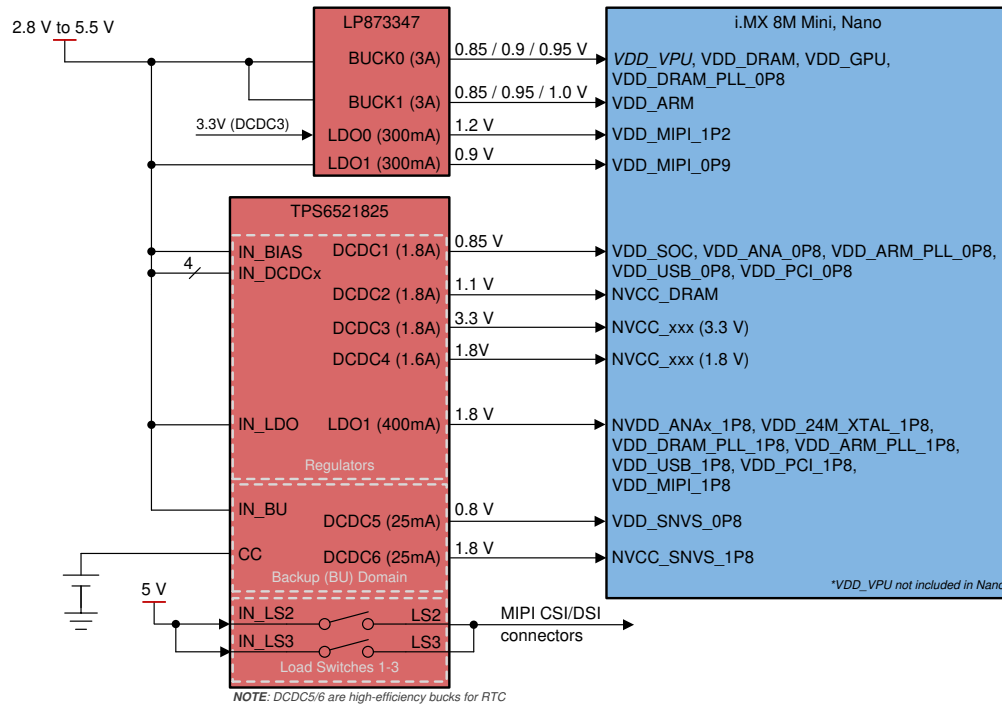 2.8 V to 5.5 V
LP873347
BUCK0 (3A)
BUCK1 (3A)
3.3V (DCDC3)
LDO0 (300mA)
LDO1 (300mA)
0.85 / 0.9 / 0.95 V
0.85 / 0.95 / 1.0 V
1.2 V
0.9 V
i.MX 8M Mini, Nano
VDD_VPU, VDD_DRAM, VDD_GPU,
VDD_DRAM_PLL_0P8
VDD_ARM
VDD_MIPI_1P2
VDD_MIPI_0P9
TPS6521825
IN_BIAS
4
IN_DCDCx
DCDC1 (1.8A)
DCDC2 (1.8A)
DCDC3 (1.8A)
DCDC4 (1.6A)
IN_LDO
LDO1 (400mA)
Regulators
0.85 V
1.1 V
3.3 V
1.8V
1.8 V
VDD_SOC, VDD_ANA_0P8, VDD_ARM_PLL_0P8,
VDD_USB_0P8, VDD_PCI_0P8
NVCC_DRAM
NVCC_xxx (3.3 V)
NVCC_xxx (1.8 V)
NVDD_ANAx_1P8, VDD_24M_XTAL_1P8,
VDD_DRAM_PLL_1P8, VDD_ARM_PLL_1P8,
VDD_USB_1P8, VDD_PCI_1P8,
VDD_MIPI_1P8
IN_BU
DCDC5 (25mA)
0.8 V
VDD_SNVS_0P8
CC
DCDC6 (25mA)
1.8 V
NVCC_SNVS_1P8
Backup (BU) Domain
*VDD_VPU not included in Nano
5 V
IN_LS2
LS2
IN_LS3
LS3
Load Switches 1-3
MIPI CSI/DSI
connectors
NOTE: DCDC5/6 are high-efficiency bucks for RTC